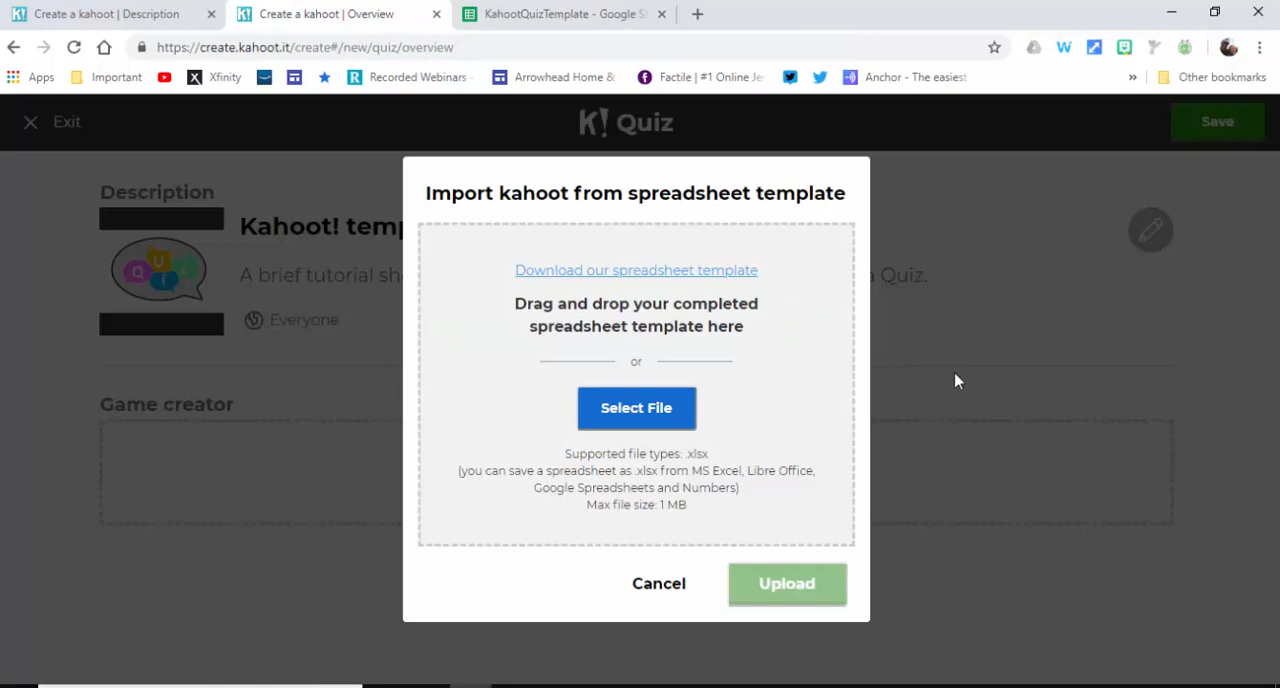 Create a kahoot | Description
Create a kahoot | Overview
KahootQuizTemplate - Google S
https://create.kahoot.it/create#/new/quiz/overview
W
Apps
Important
X
Xfinity
R
Recorded Webinars
Arrowhead Home &
Factile | #1 Online Je
Anchor - The easiest
»
Other bookmarks
Exit
K! Quiz
Save
Description
Kahoot! temp
QUIZ
A brief tutorial sh
a Quiz.
Everyone
Game creator
Import kahoot from spreadsheet template
Download our spreadsheet template
Drag and drop your completed
spreadsheet template here
or
Select File
Supported file types: .xlsx
(you can save a spreadsheet as .xlsx from MS Excel, Libre Office,
Google Spreadsheets and Numbers)
Max file size: 1 MB
Cancel
Upload